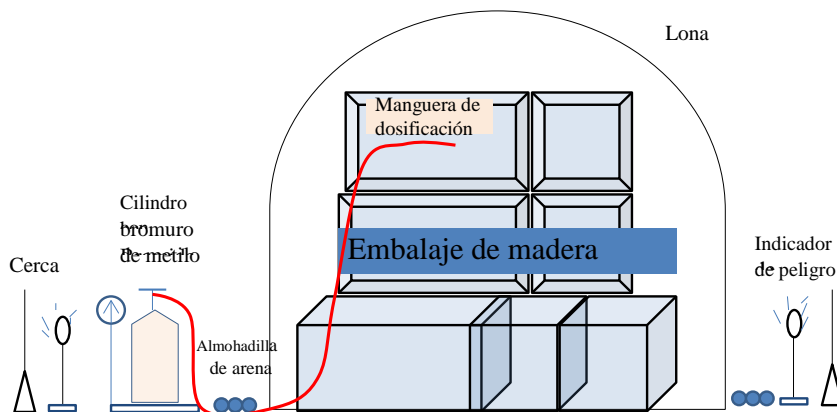 Lona
Manguera de
dosificación
Cilindro
bromuro
de metilo
Embalaje de madera
Indicador
de peligro
Cerca
Almohadilla
de arena